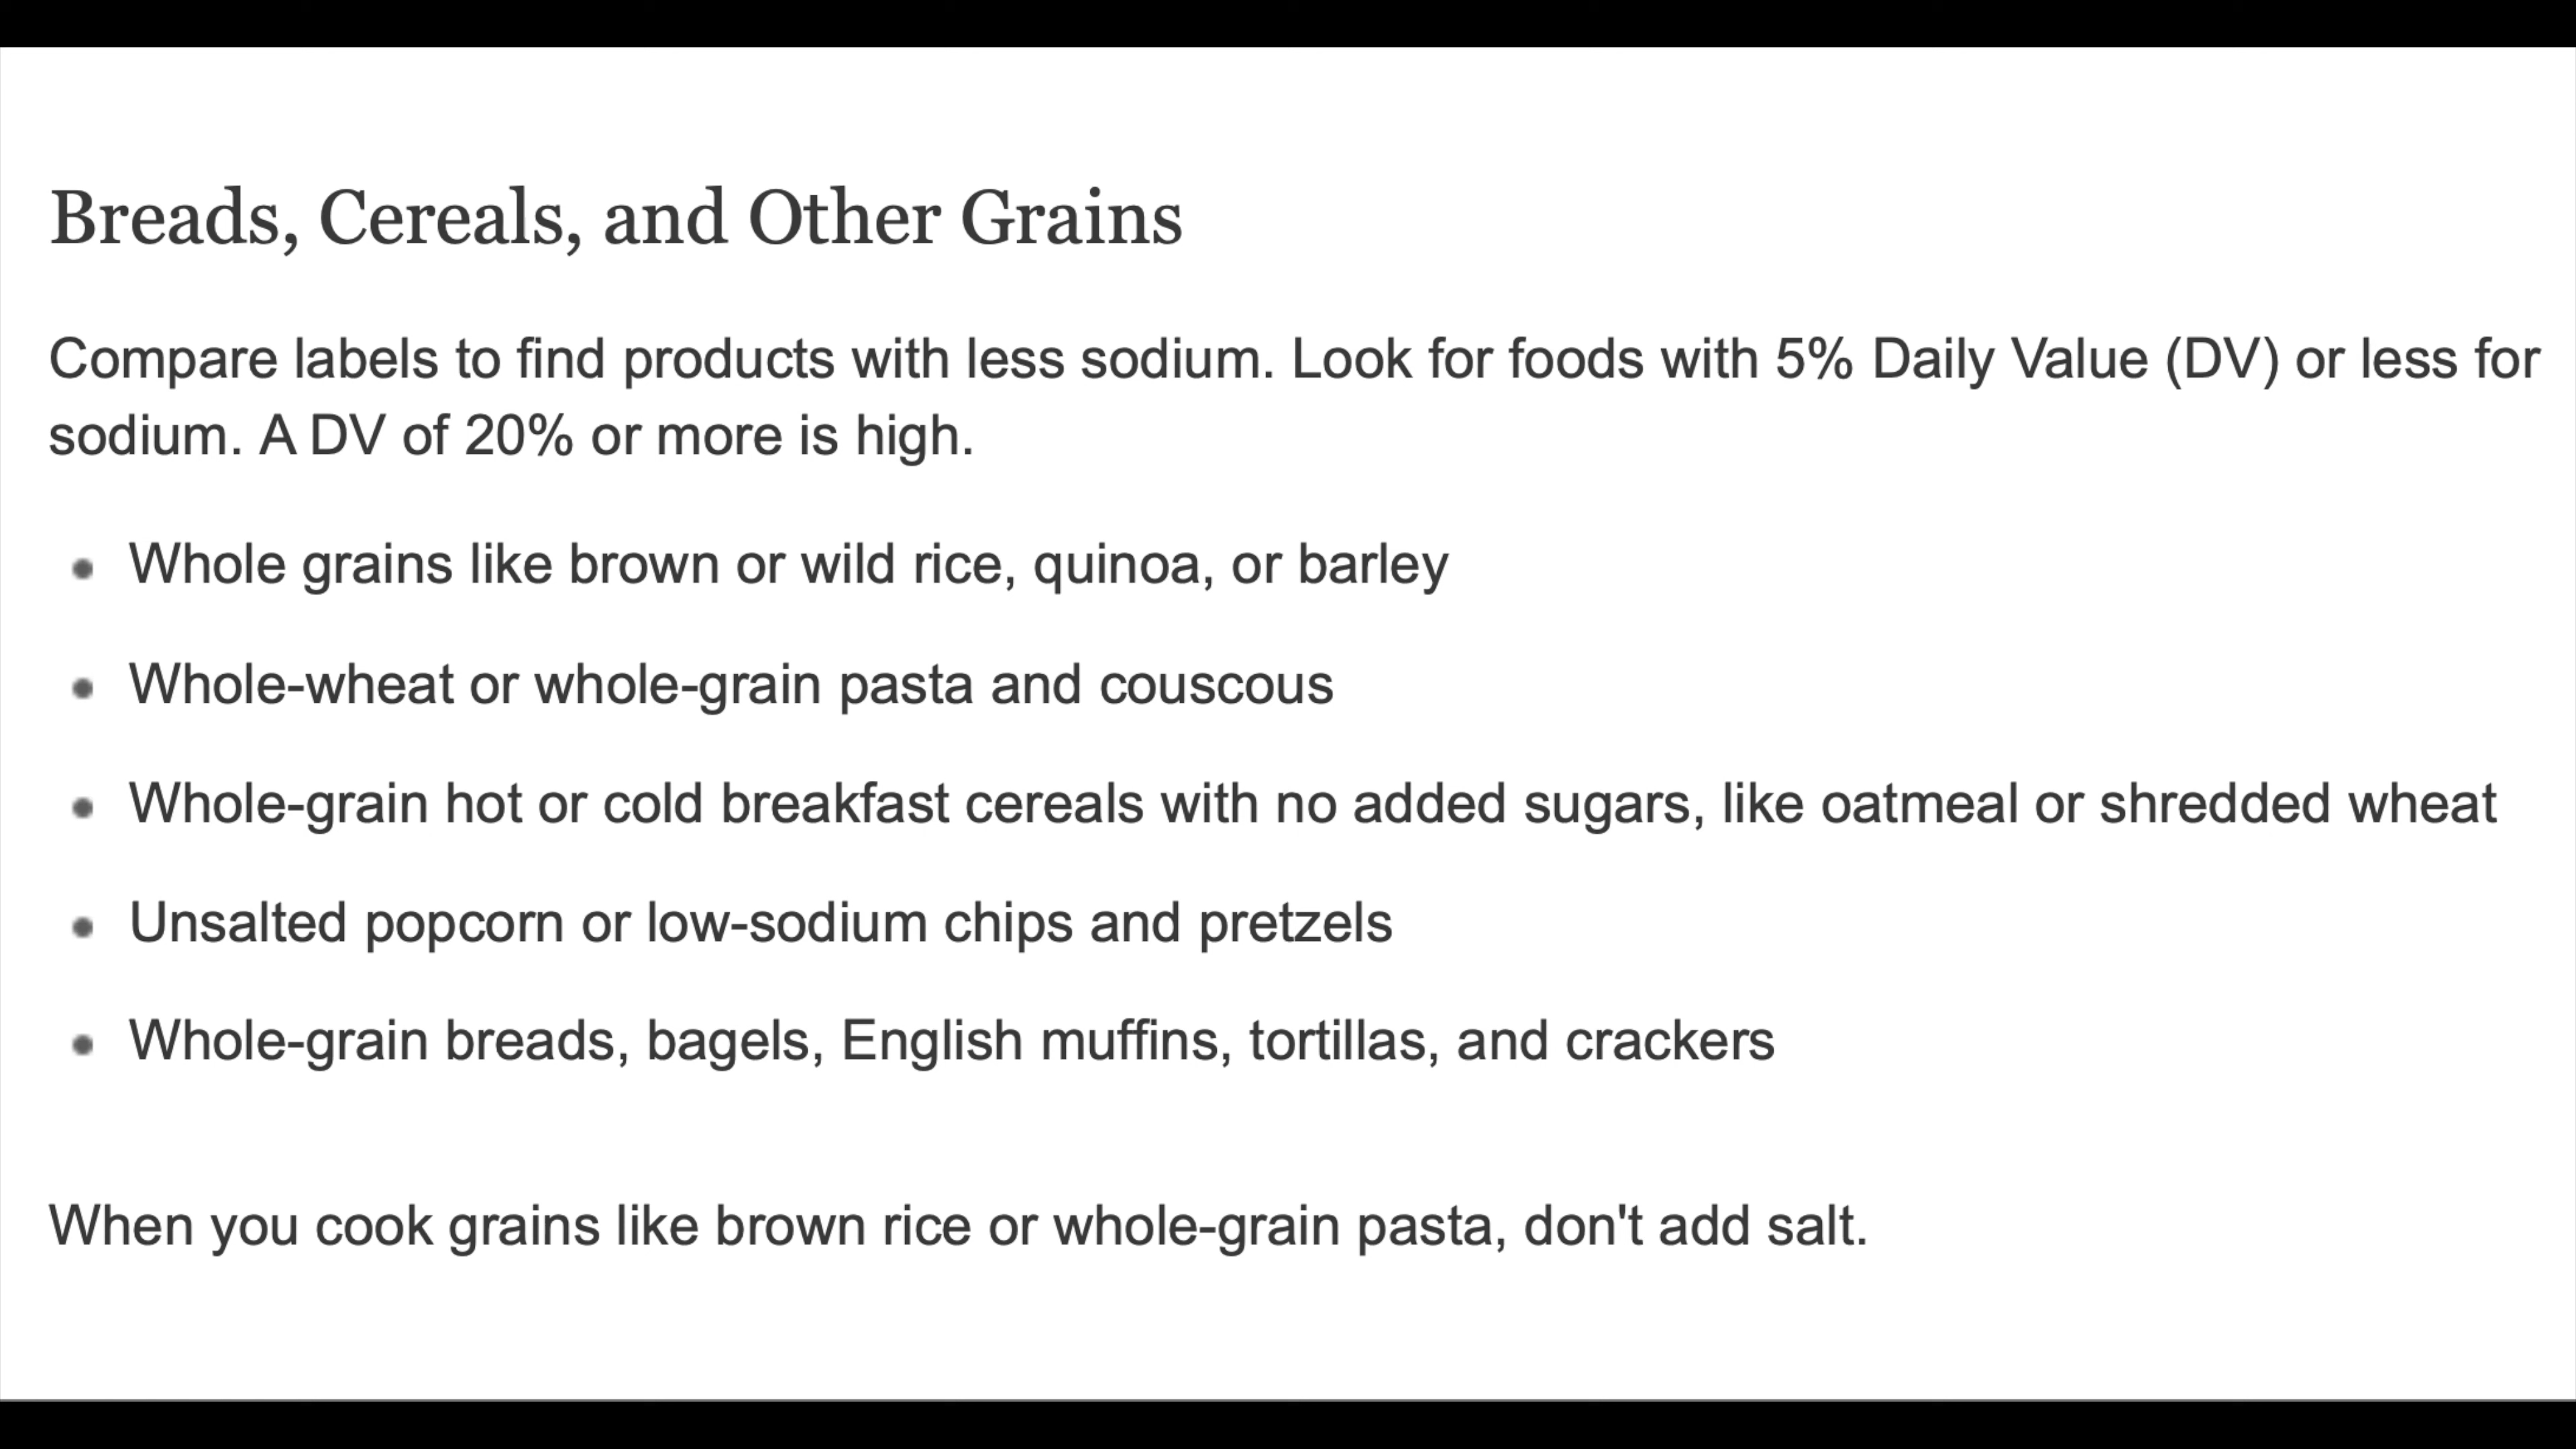 Breads, Cereals, and Other Grains
Compare labels to find products with less sodium. Look for foods with 5% Daily Value (DV) or less for
sodium. A DV of 20% or more is high.
Whole grains like brown or wild rice, quinoa, or barley
Whole-wheat or whole-grain pasta and couscous
Whole-grain hot or cold breakfast cereals with no added sugars, like oatmeal or shredded wheat
Unsalted popcorn or low-sodium chips and pretzels
Whole-grain breads, bagels, English muffins, tortillas, and crackers
When you cook grains like brown rice or whole-grain pasta, don't add salt.